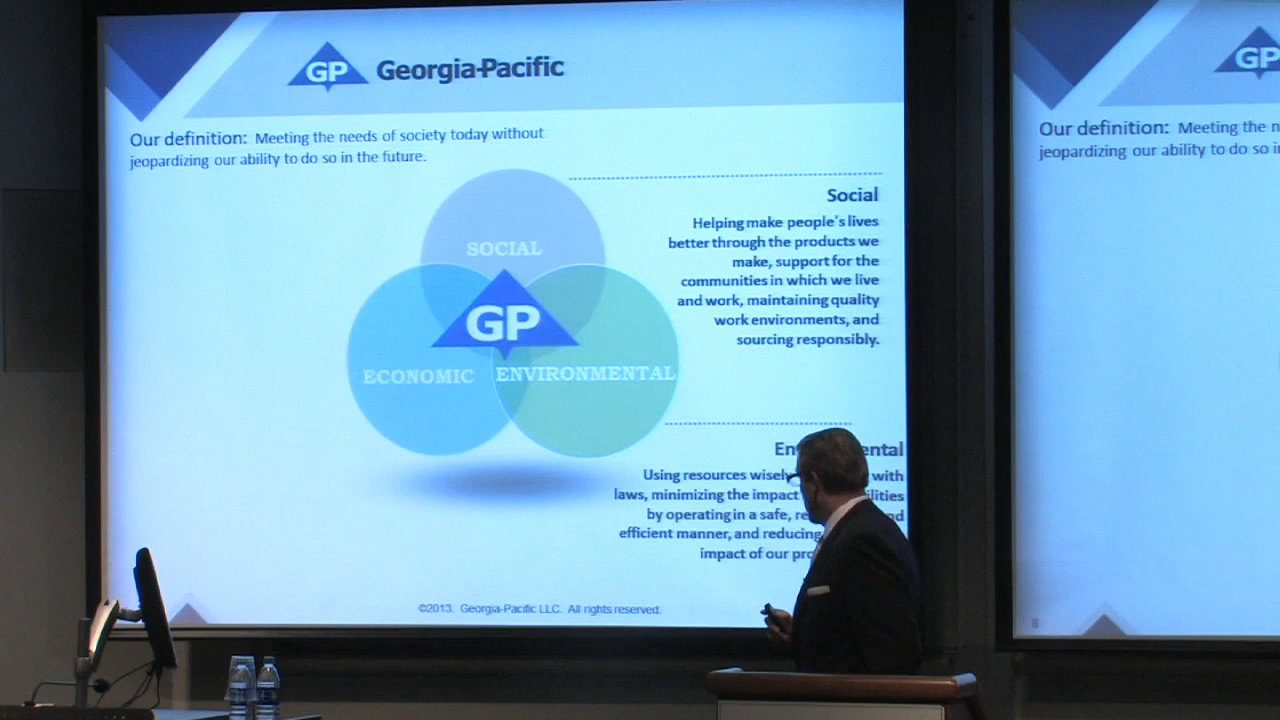 GP Georgia-Pacific
Our definition: Meeting the needs of society today without
jeopardizing our ability to do so in the future.
SOCIAL
GP
ECONOMIC
ENVIRONMENTAL
Social
Helping make people's lives
better through the products we
make, support for the
communities in which we live
and work, maintaining quality
work environments, and
sourcing responsibly.
Using resources wisely with
laws, minimizing the impact
by operating in a safe,
efficient manner, and reducing
impact of our
©2013. Georgia-Pacific LLC. All rights reserved.
GP
Our definition: Meeting the
jeopardizing our ability to do so
8